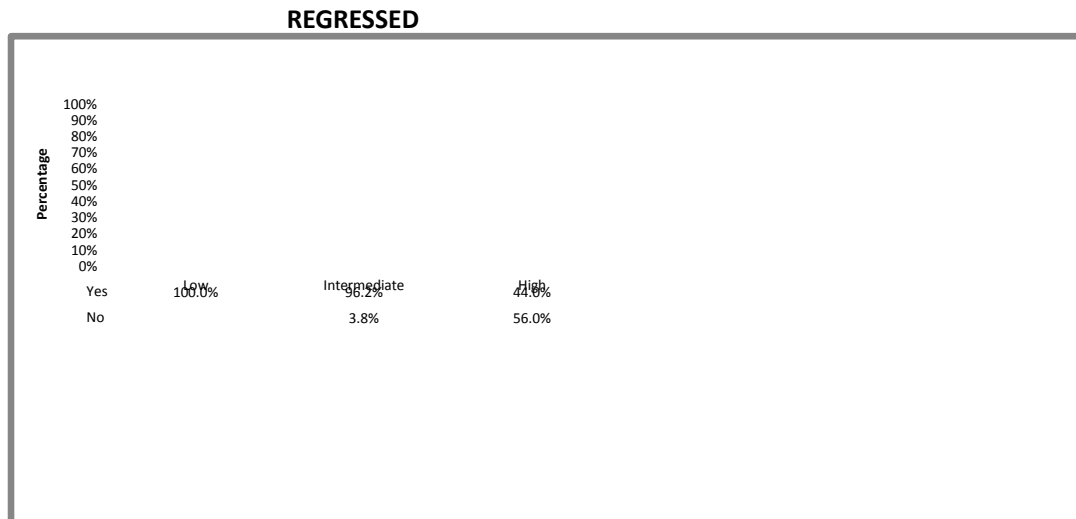 REGRESSED
100%
90%
80%
70%
60%
50%
40%
30%
20%
10%
0%
Percentage
Low Intermediate High
Yes 100.0% 96.2% 44.0%
No 3.8% 56.0%